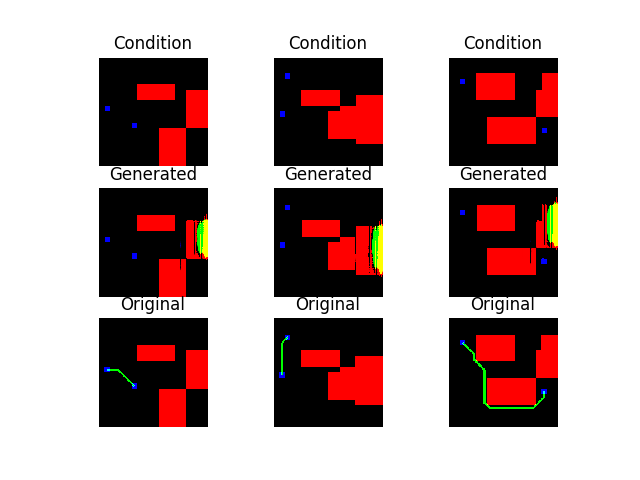 Condition Condition Condition
Generated Generated Generated
Original Original Original